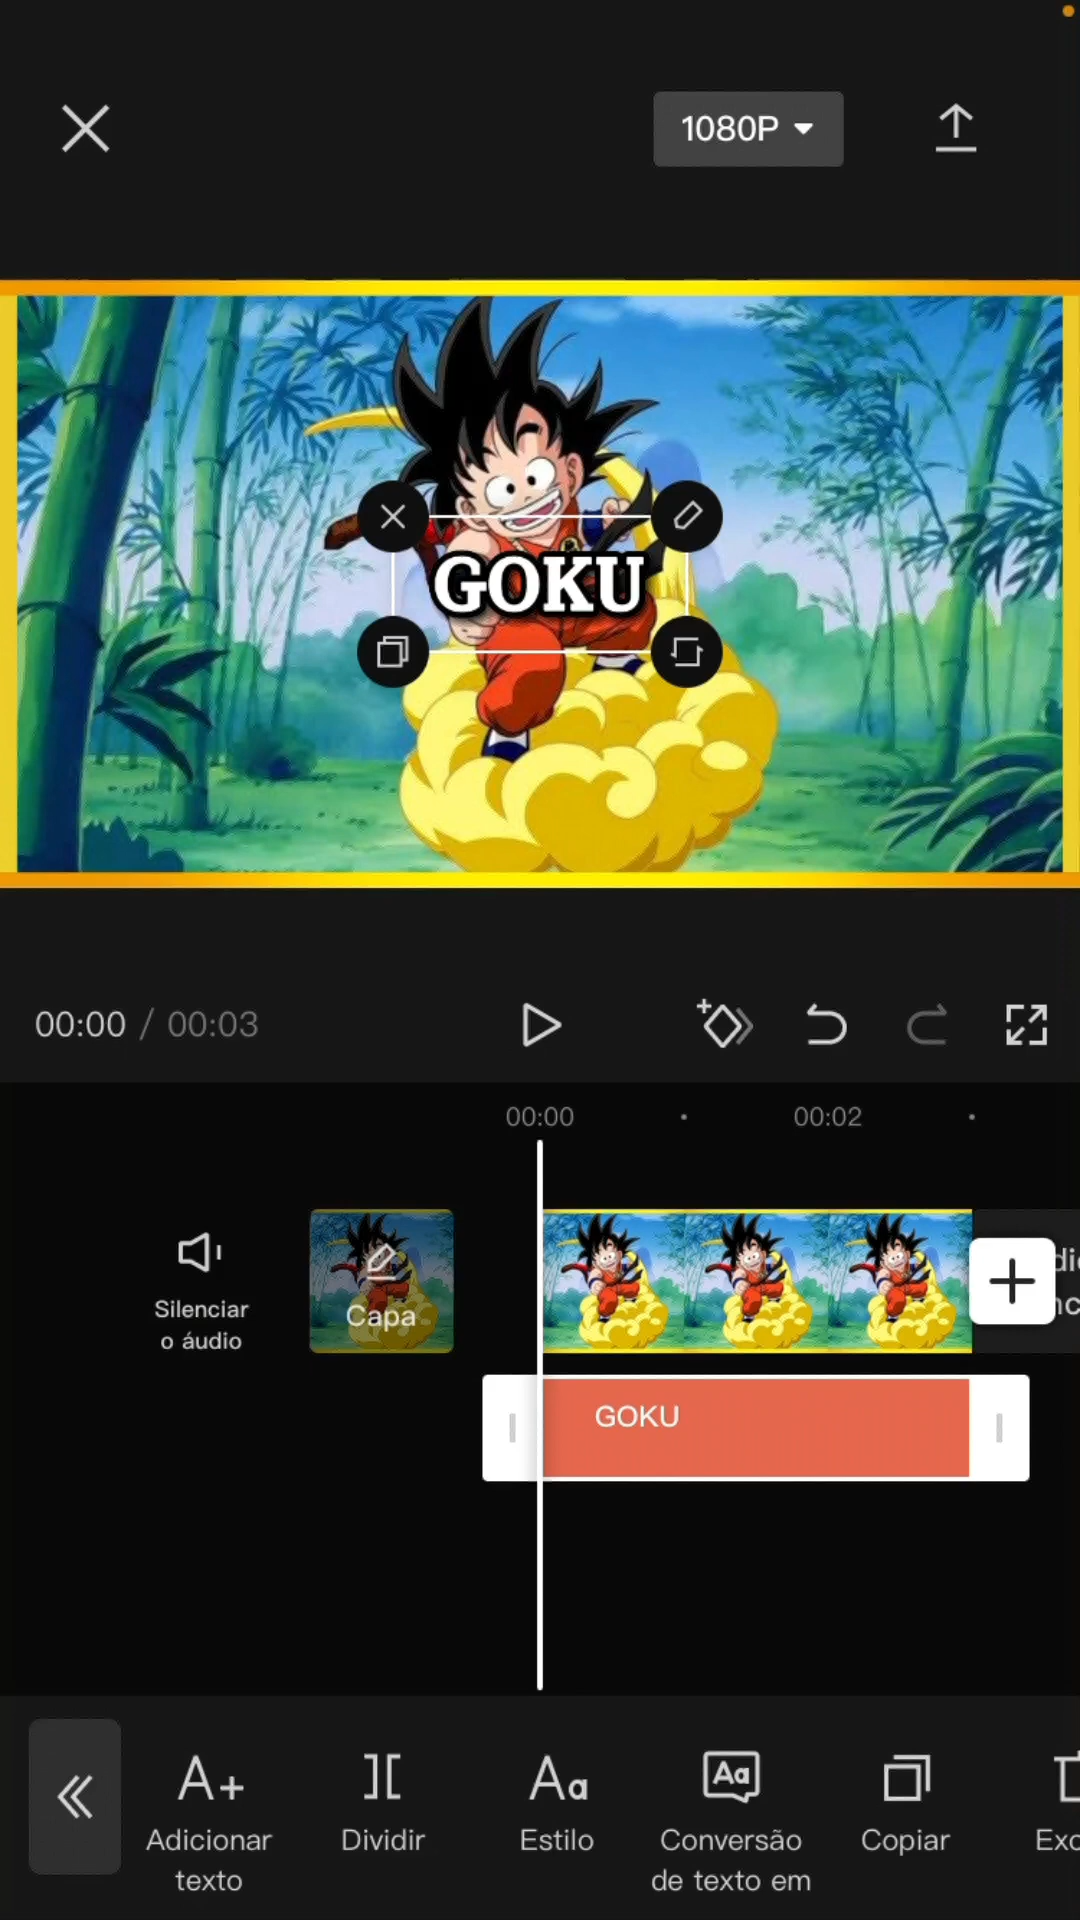 1080P
GOKU
00:00 / 00:03
00:00
00:02
Silenciar
o áudio
Capa
GOKU
Adicionar
texto
Dividir
Estilo
Conversão
de texto em
Copiar